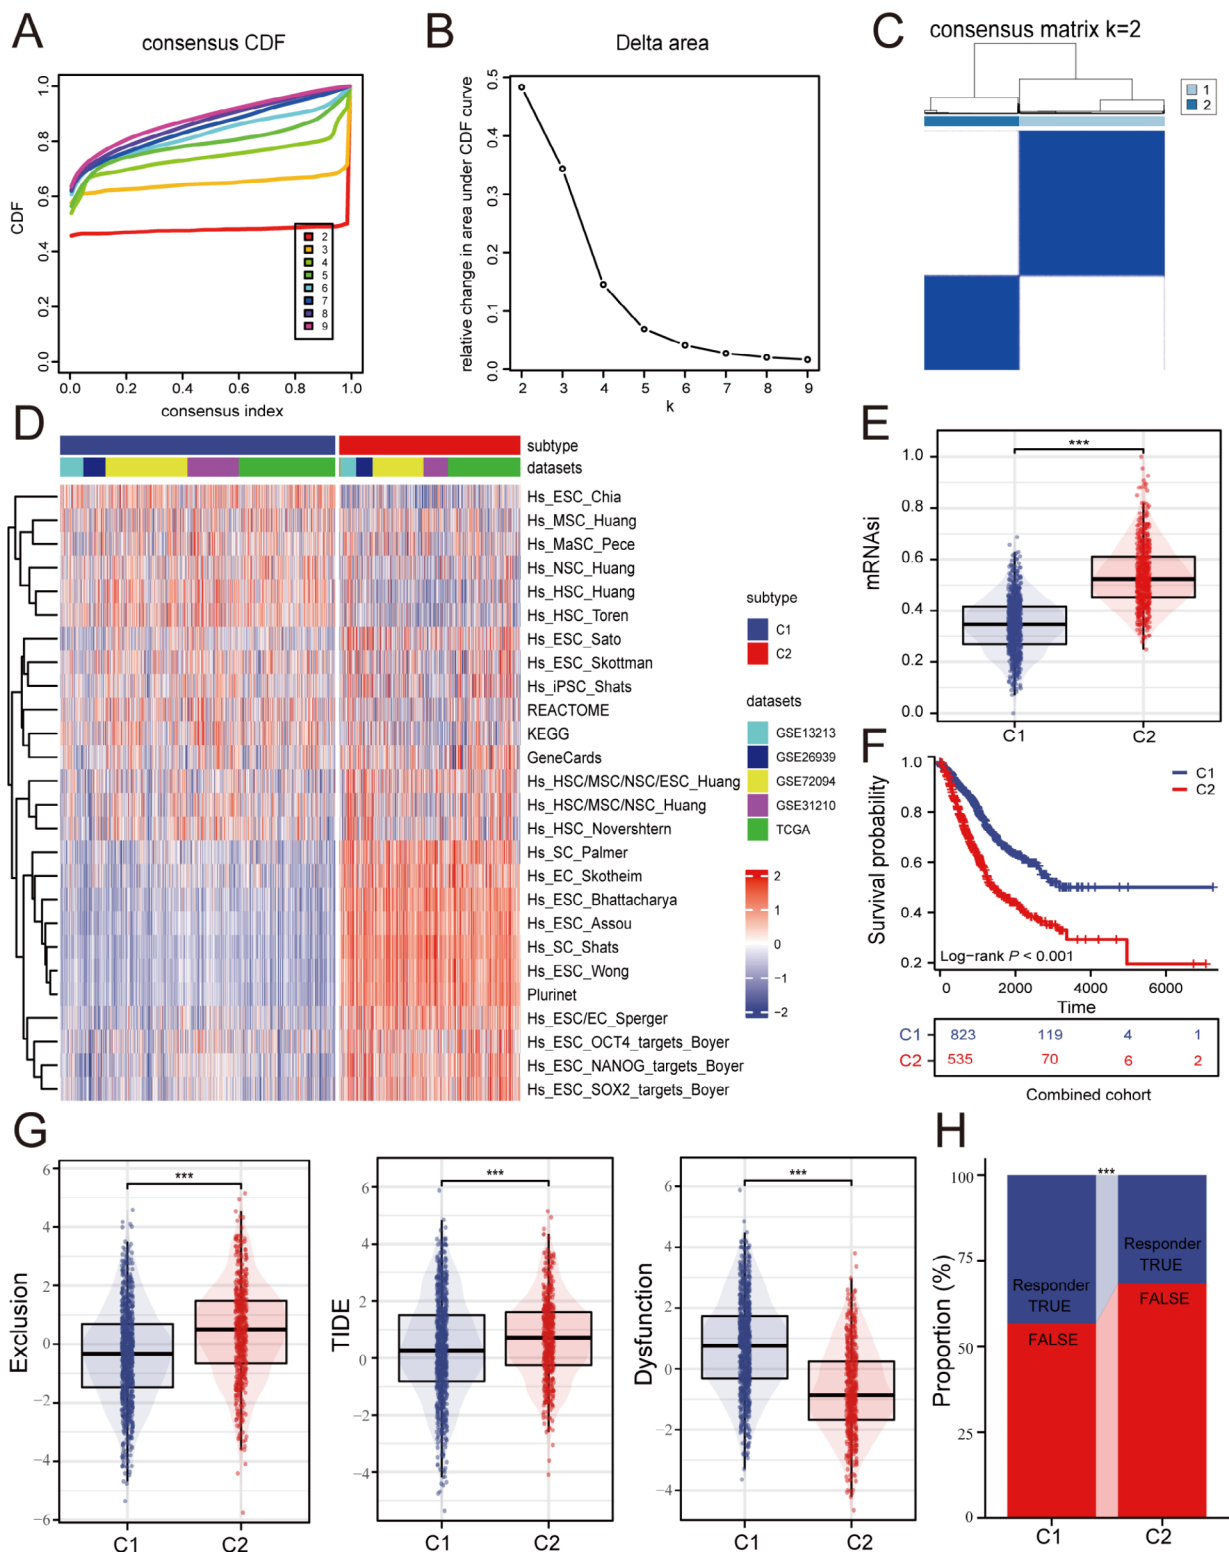 A
consensus CDF
CDF
1.0
0.8
0.6
0.4
0.2
0.0
2
3
4
5
6
7
8
9
0.0 0.2 0.4 0.6 0.8 1.0
consensus index
B
Delta area
relative change in area under CDF curve
0.5
0.4
0.3
0.2
0.1
0.0
2 3 4 5 6 7 8 9
k
C
consensus matrix k=2
1
2
D
subtype
datasets
Hs_ESC_Chia
Hs_MSC_Huang
Hs_MaSC_Pece
Hs_NSC_Huang
Hs_HSC_Huang
Hs_HSC_Toren
Hs_ESC_Sato
Hs_ESC_Skottman
Hs_iPSC_Shats
REACTOME
KEGG
GeneCards
Hs_HSC/MSC/NSC/ESC_Huang
Hs_HSC/MSC/NSC_Huang
Hs_HSC_Novershtern
Hs_SC_Palmer
Hs_EC_Skotheim
Hs_ESC_Bhattacharya
Hs_ESC_Assou
Hs_SC_Shats
Hs_ESC_Wong
Plurinet
Hs_ESC/EC_Sperger
Hs_ESC_OCT4_targets_Boyer
Hs_ESC_NANOG_targets_Boyer
Hs_ESC_SOX2_targets_Boyer
subtype
C1
C2
datasets
GSE13213
GSE26939
GSE72094
GSE31210
TCGA
2
1
0
−1
−2
E
mRNAsi
1.0
0.8
0.6
0.4
0.2
0.0
***
C1 C2
F
Survival probability
1.0
0.8
0.6
0.4
0.2
C1
C2
Log−rank P < 0.001
0 2000 4000 6000
Time
C1 823 119 4 1
C2 535 70 6 2
Combined cohort
G
Exclusion
6
4
2
0
−2
−4
−6
***
C1 C2
TIDE
6
4
2
0
−2
−4
***
C1 C2
Dysfunction
6
4
2
0
−2
−4
***
C1 C2
H
Proportion (%)
100
75
50
25
0
***
Responder
TRUE
FALSE
Responder
TRUE
FALSE
C1 C2